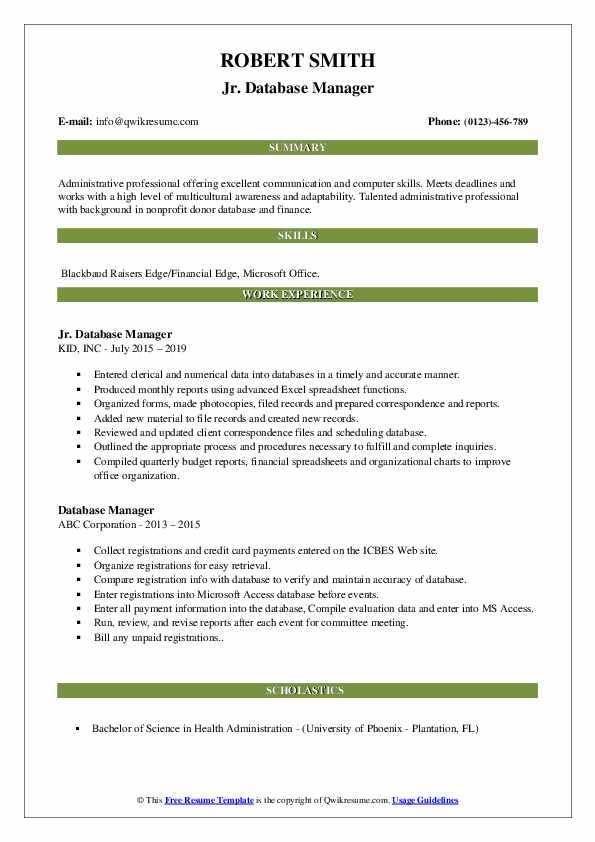 ROBERT SMITH
Jr. Database Manager
E-mail: info@qwikresume.com Phone: (0123)-456-789
SUMMARY
Administrative professional offering excellent communication and computer skills. Meets deadlines and
works with a high level of multicultural awareness and adaptability. Talented administrative professional
with background in nonprofit donor database and finance.
SKILLS
Blackbaud Raisers Edge/Financial Edge, Microsoft Office.
WORK EXPERIENCE
Jr. Database Manager
KID, INC - July 2015 – 2019
▪ Entered clerical and numerical data into databases in a timely and accurate manner.
▪ Produced monthly reports using advanced Excel spreadsheet functions.
▪ Organized forms, made photocopies, filed records and prepared correspondence and reports.
▪ Added new material to file records and created new records.
▪ Reviewed and updated client correspondence files and scheduling database.
▪ Outlined the appropriate process and procedures necessary to fulfill and complete inquiries.
▪ Compiled quarterly budget reports, financial spreadsheets and organizational charts to improve
office organization.
Database Manager
ABC Corporation - 2013 – 2015
▪ Collect registrations and credit card payments entered on the ICBES Web site.
▪ Organize registrations for easy retrieval.
▪ Compare registration info with database to verify and maintain accuracy of database.
▪ Enter registrations into Microsoft Access database before events.
▪ Enter all payment information into the database, Compile evaluation data and enter into MS Access.
▪ Run, review, and revise reports after each event for committee meeting.
▪ Bill any unpaid registrations..
SCHOLASTICS
▪ Bachelor of Science in Health Administration - (University of Phoenix - Plantation, FL)
© This Free Resume Template is the copyright of Qwikresume.com. Usage Guidelines